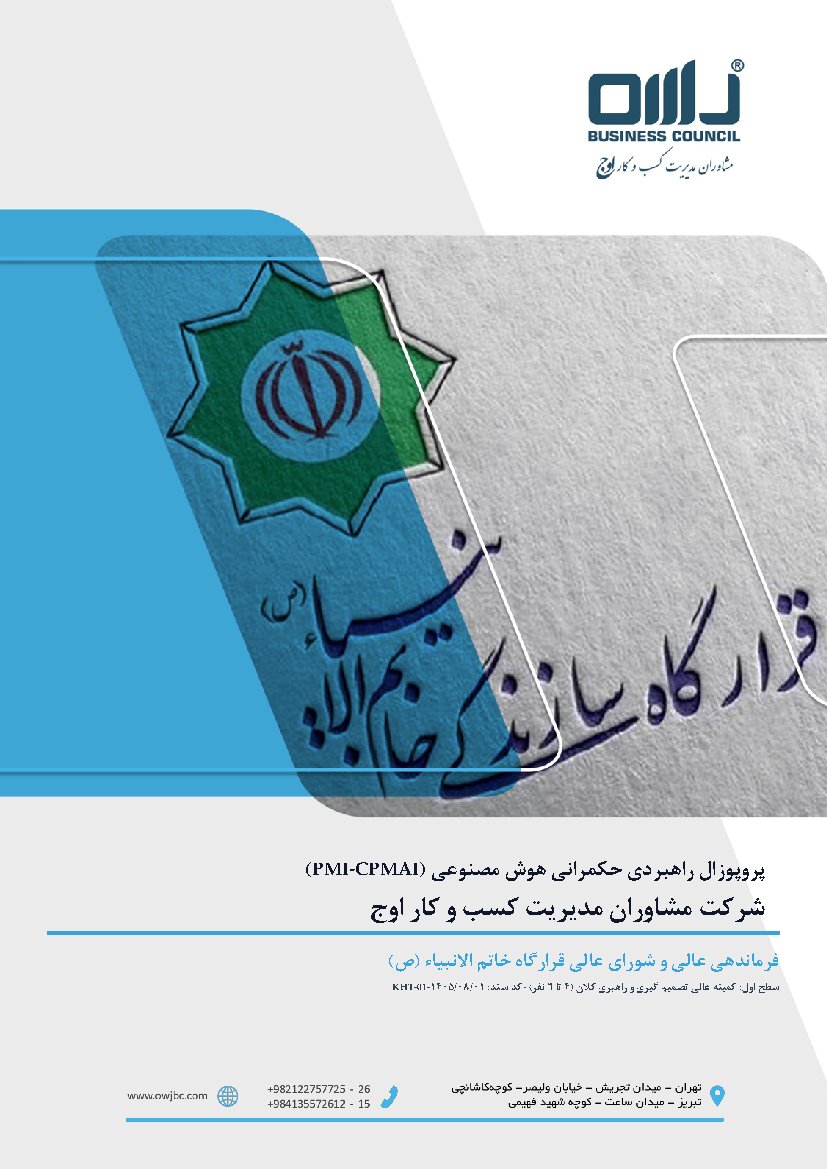 BUSINESS COUNCIL
مشاوران مدیریت کسب و کار اوج
قرارگاه سازندگی خاتم الانبیاء (ص)
پروپوزال راهبردی حکمرانی هوش مصنوعی (PMI-CPMAI)
شرکت مشاوران مدیریت کسب و کار اوج
فرماندهی عالی و شورای عالی قرارگاه خاتم الانبیاء (ص)
سطح اول: کمیته عالی تصمیم گیری و راهبری کلان (۴ تا ۶ نفر) - کد سند: KHT-01-۱۴۰۵/۰۸/۰۱
تهران - میدان تجریش - خیابان ولیصر- کوچه‌کاشانچی
تبریز - میدان ساعت - کوچه شهید فهیمی
+982122757725 - 26
+984135572612 - 15
www.owjbc.com